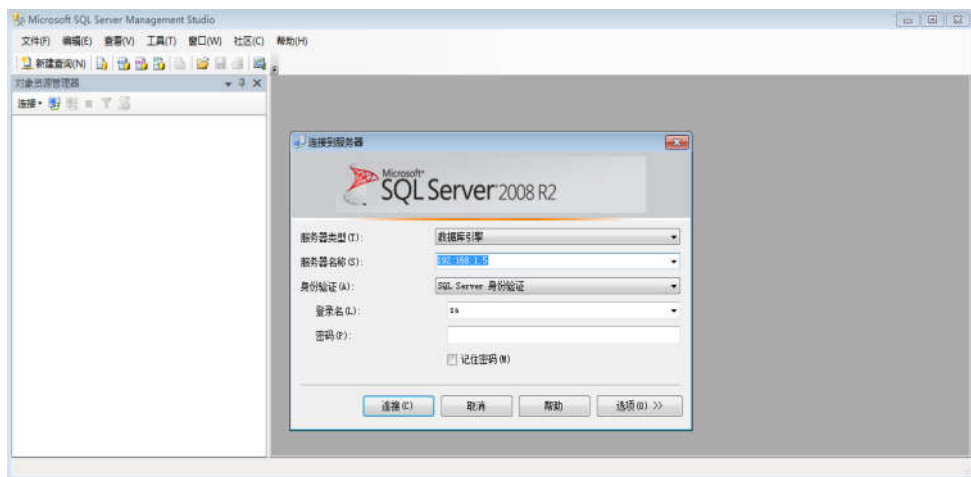 Microsoft SQL Server Management Studio
文件(F) 编辑(E) 查看(V) 工具(T) 窗口(W) 社区(C) 帮助(H)
新建查询(N)
对象资源管理器
连接
连接到服务器
Microsoft
SQL Server 2008 R2
服务器类型(T): 数据库引擎
服务器名称(S): 192.168.1.5
身份验证(A): SQL Server 身份验证
登录名(L): sa
密码(P):
记住密码(M)
连接(C) 取消 帮助 选项(O) >>